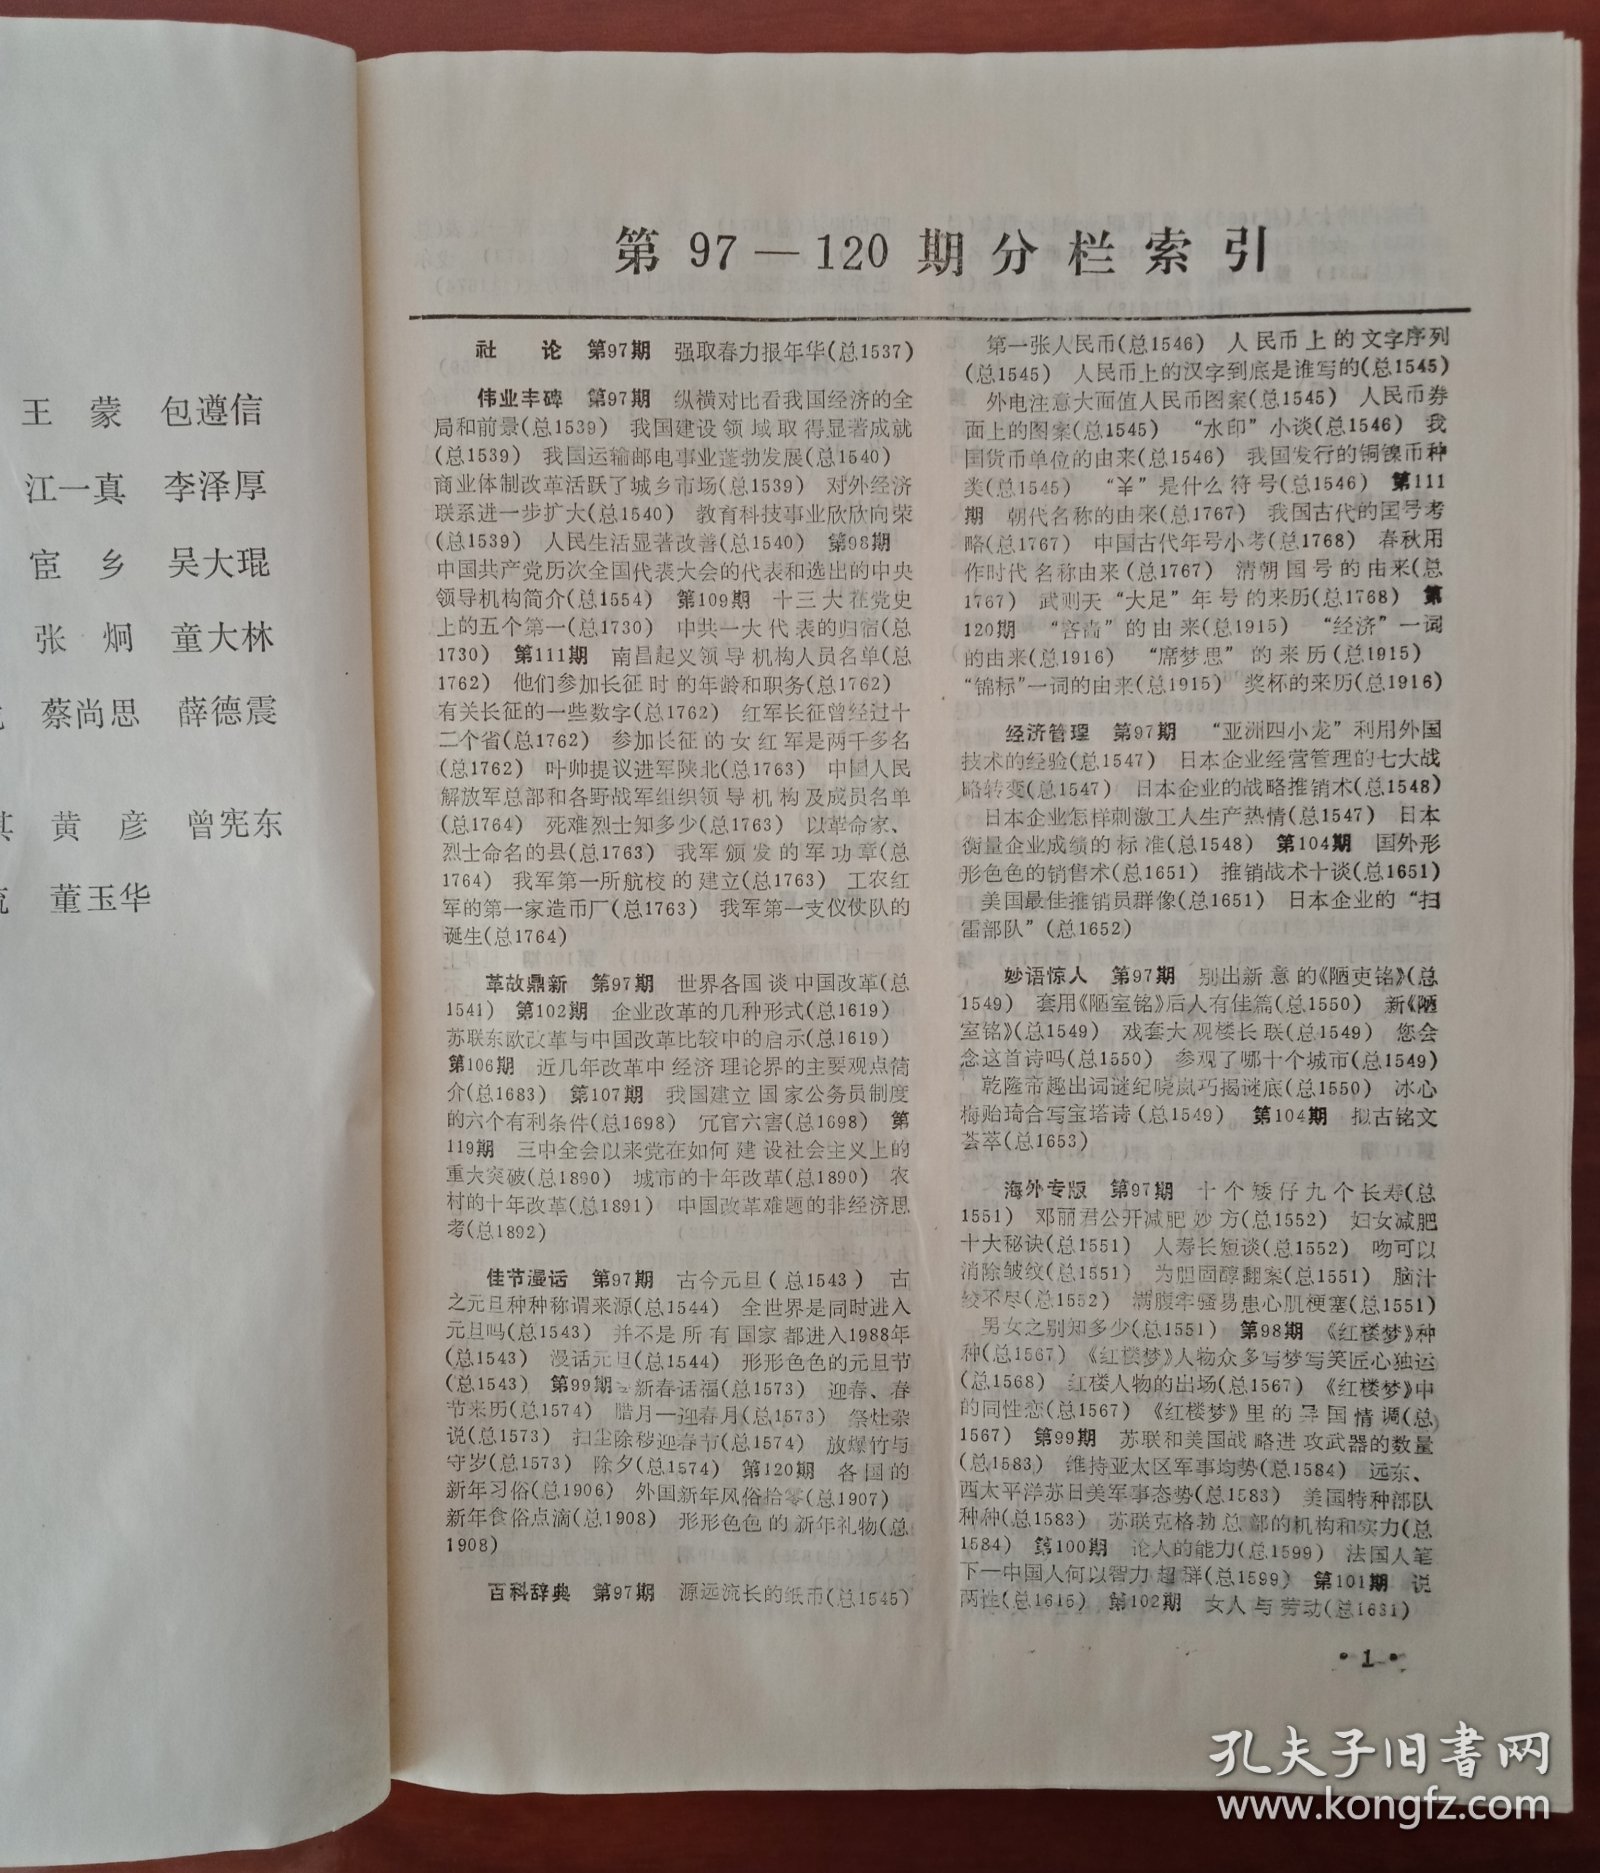 王 蒙 包遵信
江一真 李泽厚
宦 乡 吴大琨
张 炯 童大林
蔡尚思 薛德震
黄 彦 曾宪东
董玉华
第 97—120 期 分 栏 索 引
社 论 第97期 强取春力报年华(总1537)
伟业丰碑 第97期 纵横对比看我国经济的全
局和前景(总1539) 我国建设领域取得显著成就
(总1539) 我国运输邮电事业蓬勃发展(总1540)
商业体制改革活跃了城乡市场(总1539) 对外经济
联系进一步扩大(总1540) 教育科技事业欣欣向荣
(总1539) 人民生活显著改善(总1540) 第98期
中国共产党历次全国代表大会的代表和选出的中央
领导机构简介(总1554) 第109期 十三大在党史
上的五个第一(总1730) 中共一大代表的归宿(总
1730) 第111期 南昌起义领导机构人员名单(总
1762) 他们参加长征时的年龄和职务(总1762)
有关长征的一些数字(总1762) 红军长征曾经过十
二个省(总1762) 参加长征的女红军是两千多名
(总1762) 叶帅提议进军陕北(总1763) 中国人民
解放军总部和各野战军组织领导机构及成员名单
(总1764) 死难烈士知多少(总1763) 以革命家、
烈士命名的县(总1763) 我军颁发的军功章(总
1764) 我军第一所航校的建立(总1763) 工农红
军的第一家造币厂(总1763) 我军第一支仪仗队的
诞生(总1764)
革故鼎新 第97期 世界各国谈中国改革(总
1541) 第102期 企业改革的几种形式(总1619)
苏联东欧改革与中国改革比较中的启示(总1619)
第106期 近几年改革中经济理论界的主要观点简
介(总1683) 第107期 我国建立国家公务员制度
的六个有利条件(总1698) 冗官六害(总1698) 第
119期 三中全会以来党在如何建设社会主义上的
重大突破(总1890) 城市的十年改革(总1890) 农
村的十年改革(总1891) 中国改革难题的非经济思
考(总1892)
佳节漫话 第97期 古今元旦(总1543) 古
之元旦种种称谓来源(总1544) 全世界是同时进入
元旦吗(总1543) 并不是所有国家都进入1988年
(总1543) 漫话元旦(总1544) 形形色色的元旦节
(总1543) 第99期 新春话福(总1573) 迎春、春
节来历(总1574) 腊月—迎春月(总1573) 祭灶杂
说(总1573) 扫尘除秽迎春节(总1574) 放爆竹与
守岁(总1573) 除夕(总1574) 第120期 各国的
新年习俗(总1906) 外国新年风俗拾零(总1907)
新年食俗点滴(总1908) 形形色色的新年礼物(总
1908)
百科辞典 第97期 源远流长的纸币(总1545)
第一张人民币(总1546) 人民币上的文字序列
(总1545) 人民币上的汉字到底是谁写的(总1545)
外电注意大面值人民币图案(总1545) 人民币券
面上的图案(总1545) “水印”小谈(总1546) 我
国货币单位的由来(总1546) 我国发行的铜镍币种
类(总1545) “￥”是什么符号(总1546) 第111
期 朝代名称的由来(总1767) 我国古代的国号考
略(总1767) 中国古代年号小考(总1768) 春秋用
作时代名称由来(总1767) 清朝国号的由来(总
1767) 武则天“大足”年号的来历(总1768) 第
120期 “吝啬”的由来(总1915) “经济”一词
的由来(总1916) “席梦思”的来历(总1915)
“锦标”一词的由来(总1915) 奖杯的来历(总1916)
经济管理 第97期 “亚洲四小龙”利用外国
技术的经验(总1547) 日本企业经营管理的七大战
略转变(总1547) 日本企业的战略推销术(总1548)
日本企业怎样刺激工人生产热情(总1547) 日本
衡量企业成绩的标准(总1548) 第104期 国外形
形色色的销售术(总1651) 推销战术十谈(总1651)
美国最佳推销员群像(总1651) 日本企业的“扫
雷部队”(总1652)
妙语惊人 第97期 别出新意的《陋吏铭》(总
1549) 套用《陋室铭》后人有佳篇(总1550) 新《陋
室铭》(总1549) 戏套大观楼长联(总1549) 您会
念这首诗吗(总1550) 参观了哪十个城市(总1549)
乾隆帝趣出词谜纪晓岚巧揭谜底(总1550) 冰心
梅贻琦合写宝塔诗(总1549) 第104期 拟古铭文
荟萃(总1653)
海外专版 第97期 十个矮仔九个长寿(总
1551) 邓丽君公开减肥妙方(总1552) 妇女减肥
十大秘诀(总1551) 人寿长短谈(总1552) 吻可以
消除皱纹(总1551) 为胆固醇翻案(总1551) 脑汁
绞不尽(总1552) 满腹牢骚易患心肌梗塞(总1551)
男女之别知多少(总1551) 第98期 《红楼梦》种
种(总1567) 《红楼梦》人物众多写梦写笑匠心独运
(总1568) 红楼人物的出场(总1567) 《红楼梦》中
的同性恋(总1567) 《红楼梦》里的异国情调(总
1567) 第99期 苏联和美国战略进攻武器的数量
(总1583) 维持亚太区军事均势(总1584) 远东、
西太平洋苏日美军事态势(总1583) 美国特种部队
种种(总1583) 苏联克格勃总部的机构和实力(总
1584) 第100期 论人的能力(总1599) 法国人笔
下—中国人何以智力超群(总1599) 第101期 说
两性(总1615) 第102期 女人与劳动(总1631)
·1·
孔夫子旧书网
www.kongfz.com